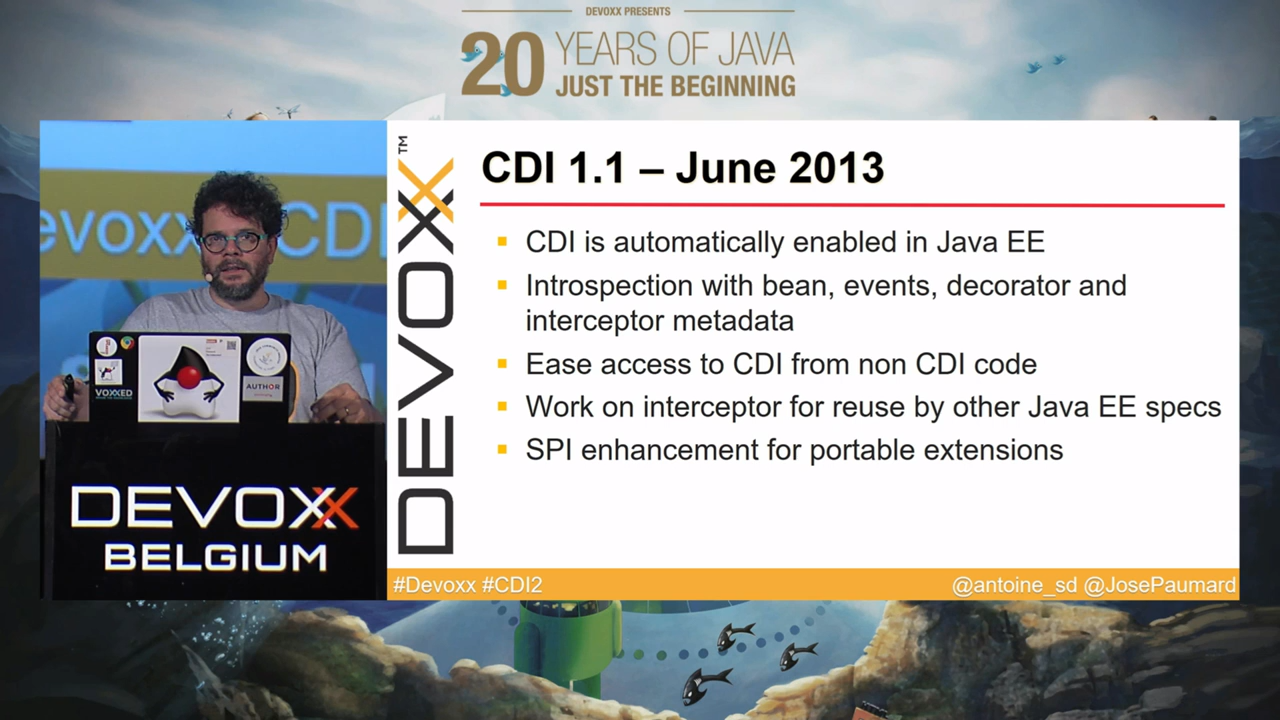 DEVOXX PRESENTS
20 YEARS OF JAVA
JUST THE BEGINNING
evoxx CDI
VOXXED
AUTHOR
DEVOXX
BELGIUM
DEVOXX™
CDI 1.1 – June 2013
CDI is automatically enabled in Java EE
Introspection with bean, events, decorator and
interceptor metadata
Ease access to CDI from non CDI code
Work on interceptor for reuse by other Java EE specs
SPI enhancement for portable extensions
#Devoxx #CDI2
@antoine_sd @JosePaumard